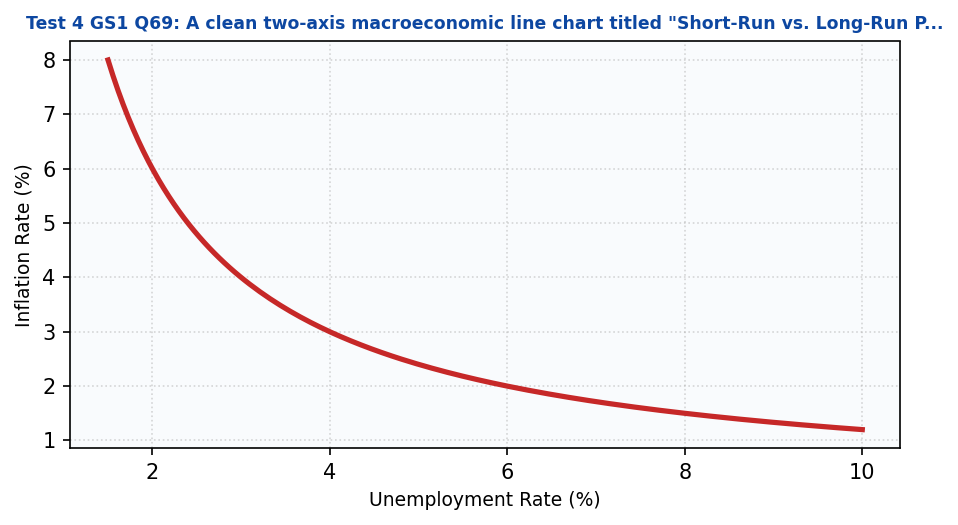 Test 4 GS1 Q69: A clean two-axis macroeconomic line chart titled "Short-Run vs. Long-Run P...
8
7
6
5
4
3
2
1
Inflation Rate (%)
2 4 6 8 10
Unemployment Rate (%)